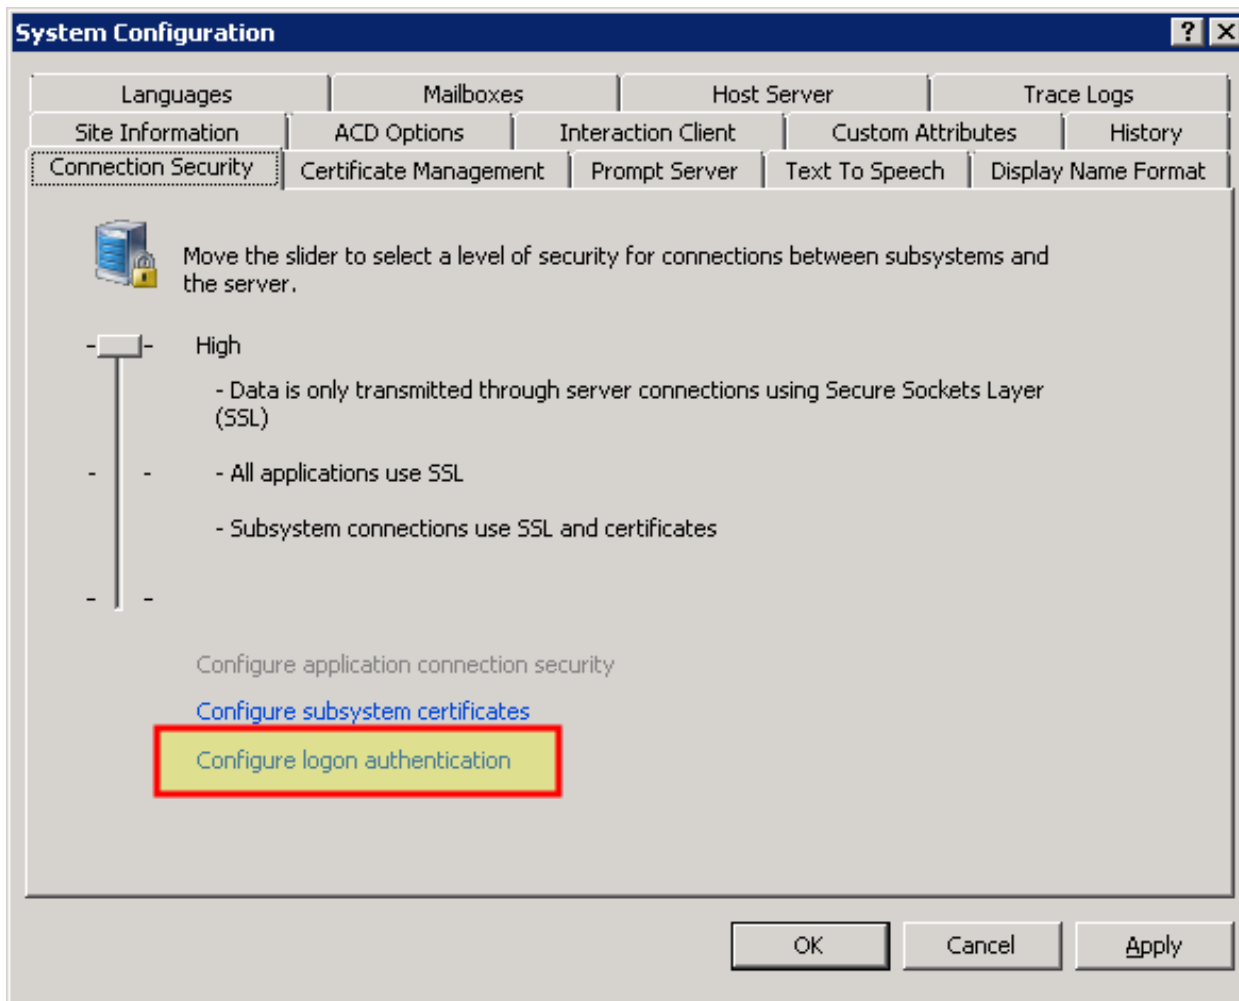 System Configuration
Languages Mailboxes Host Server Trace Logs
Site Information ACD Options Interaction Client Custom Attributes History
Connection Security Certificate Management Prompt Server Text To Speech Display Name Format
Move the slider to select a level of security for connections between subsystems and
the server.
High
- Data is only transmitted through server connections using Secure Sockets Layer
(SSL)
- All applications use SSL
- Subsystem connections use SSL and certificates
Configure application connection security
Configure subsystem certificates
Configure logon authentication
OK Cancel Apply